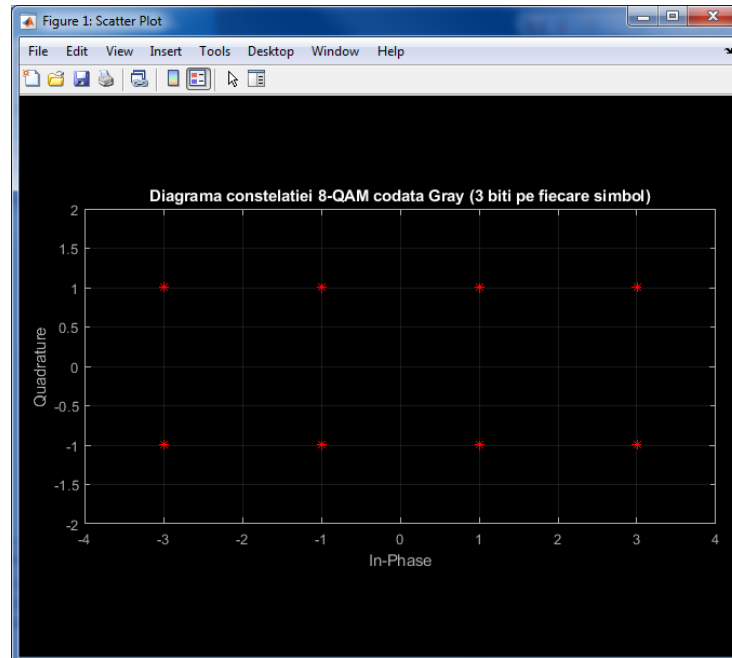 Figure 1: Scatter Plot
File Edit View Insert Tools Desktop Window Help
Diagrama constelatiei 8-QAM codata Gray (3 biti pe fiecare simbol)
2
1.5
1
0.5
0
-0.5
-1
-1.5
-2
Quadrature
-4 -3 -2 -1 0 1 2 3 4
In-Phase